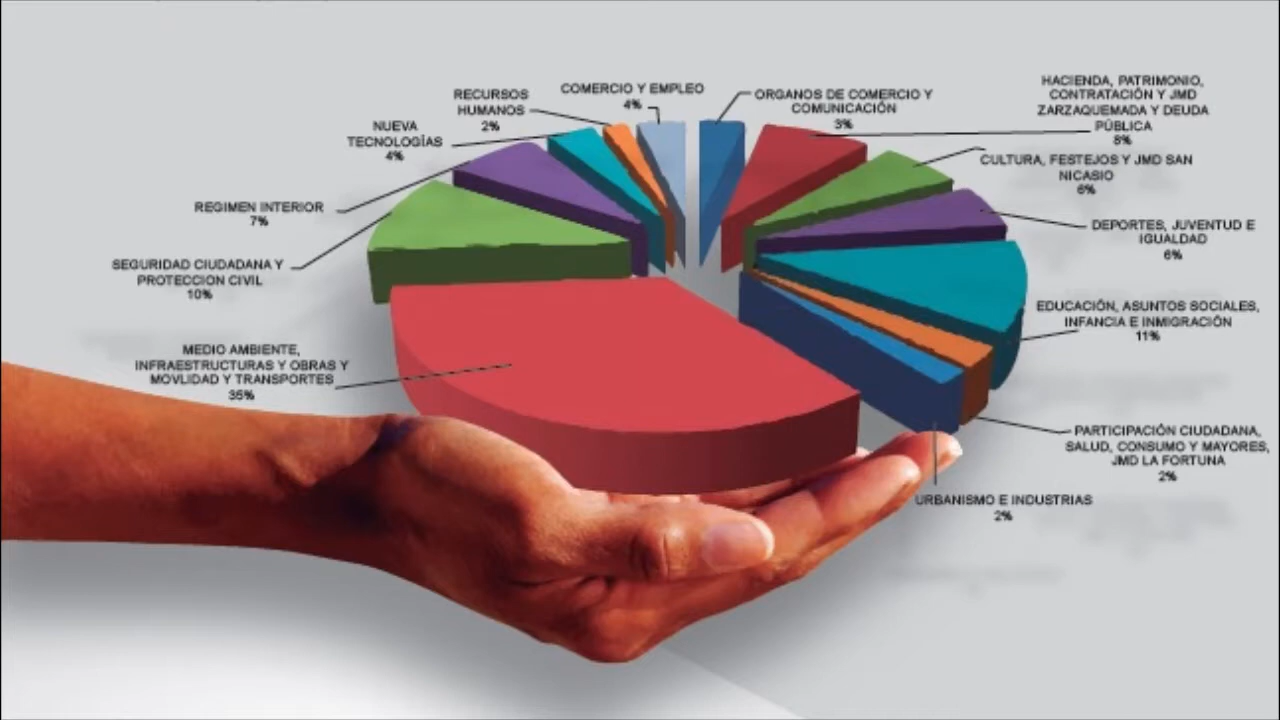 COMERCIO Y EMPLEO
4%
ORGANOS DE COMERCIO Y
COMUNICACIÓN
3%
HACIENDA, PATRIMONIO,
CONTRATACIÓN Y JMD
ZARZAQUEMADA Y DEUDA
PÚBLICA
8%
CULTURA, FESTEJOS Y JMD SAN
NICASIO
6%
DEPORTES, JUVENTUD E
IGUALDAD
6%
EDUCACIÓN, ASUNTOS SOCIALES,
INFANCIA E INMIGRACIÓN
11%
PARTICIPACIÓN CIUDADANA,
SALUD, CONSUMO Y MAYORES,
JMD LA FORTUNA
2%
URBANISMO E INDUSTRIAS
2%
MEDIO AMBIENTE,
INFRAESTRUCTURAS Y OBRAS Y
MOVLIDAD Y TRANSPORTES
35%
SEGURIDAD CIUDADANA Y
PROTECCION CIVIL
10%
REGIMEN INTERIOR
7%
NUEVA
TECNOLOGÍAS
4%
RECURSOS
HUMANOS
2%